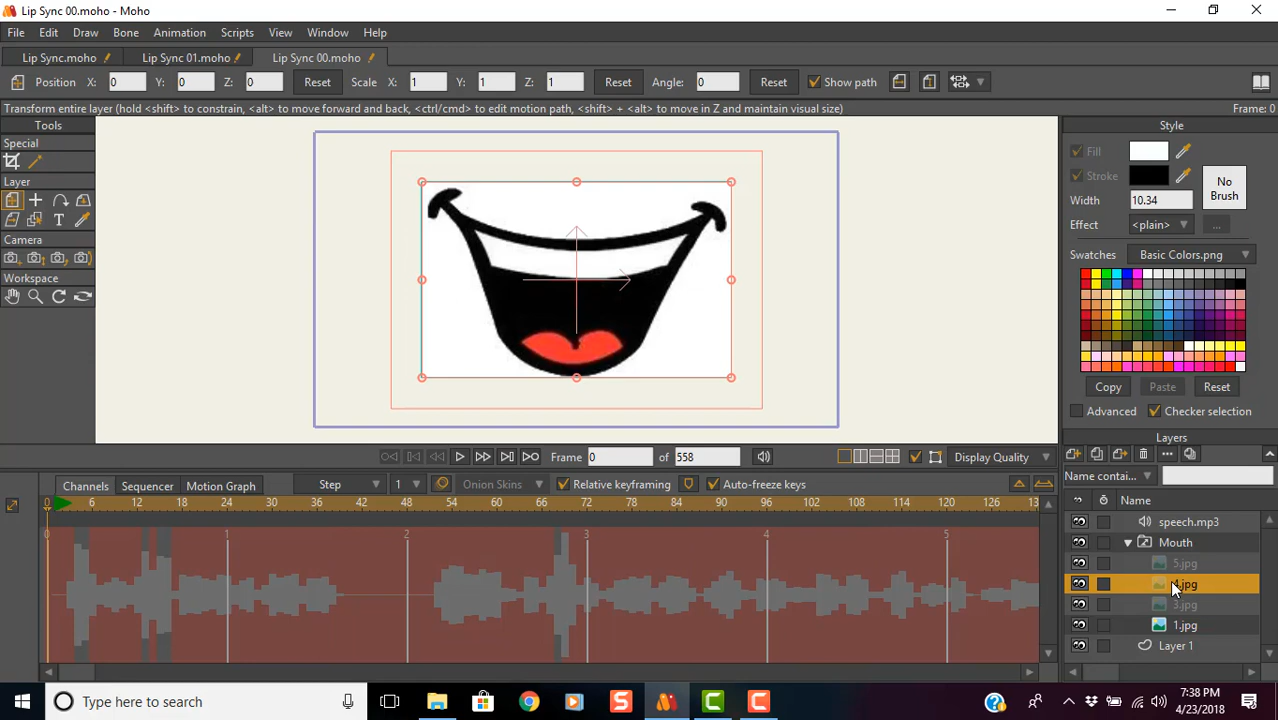 Lip Sync 00.moho - Moho
File Edit Draw Bone Animation Scripts View Window Help
Lip Sync.moho Lip Sync 01.moho Lip Sync 00.moho
Position X: 0 Y: 0 Z: 0 Reset Scale X: 1 Y: 1 Z: 1 Reset Angle: 0 Reset Show path
Transform entire layer (hold <shift> to constrain, <alt> to move forward and back, <ctrl/cmd> to edit motion path, <shift> + <alt> to move in Z and maintain visual size) Frame: 0
Tools
Special
Layer
T
Camera
Workspace
Style
Fill
Stroke
No Brush
Width 10.34
Effect <plain> ...
Swatches Basic Colors.png
Copy Paste Reset
Advanced Checker selection
Frame 0 of 558 Display Quality
Channels Sequencer Motion Graph Step 1 Onion Skins Relative keyframing Auto-freeze keys
0 6 12 18 24 30 36 42 48 54 60 66 72 78 84 90 96 102 108 114 120 126 13
0 1 2 3 4 5
Layers
Name contai...
Name
speech.mp3
Mouth
5.jpg
4.jpg
3.jpg
1.jpg
Layer 1
Type here to search
7:38 PM
4/23/2018